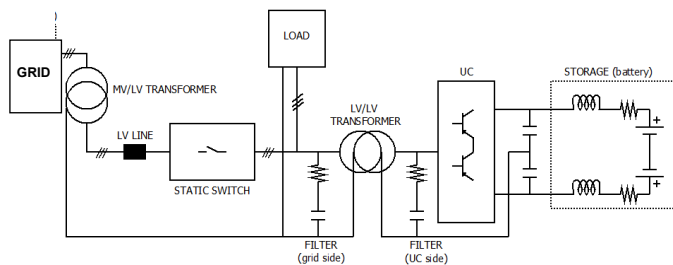 GRID
MV/LV TRANSFORMER
LV LINE
STATIC SWITCH
LOAD
FILTER
(grid side)
LV/LV
TRANSFORMER
FILTER
(UC side)
UC
STORAGE (battery)
+
+